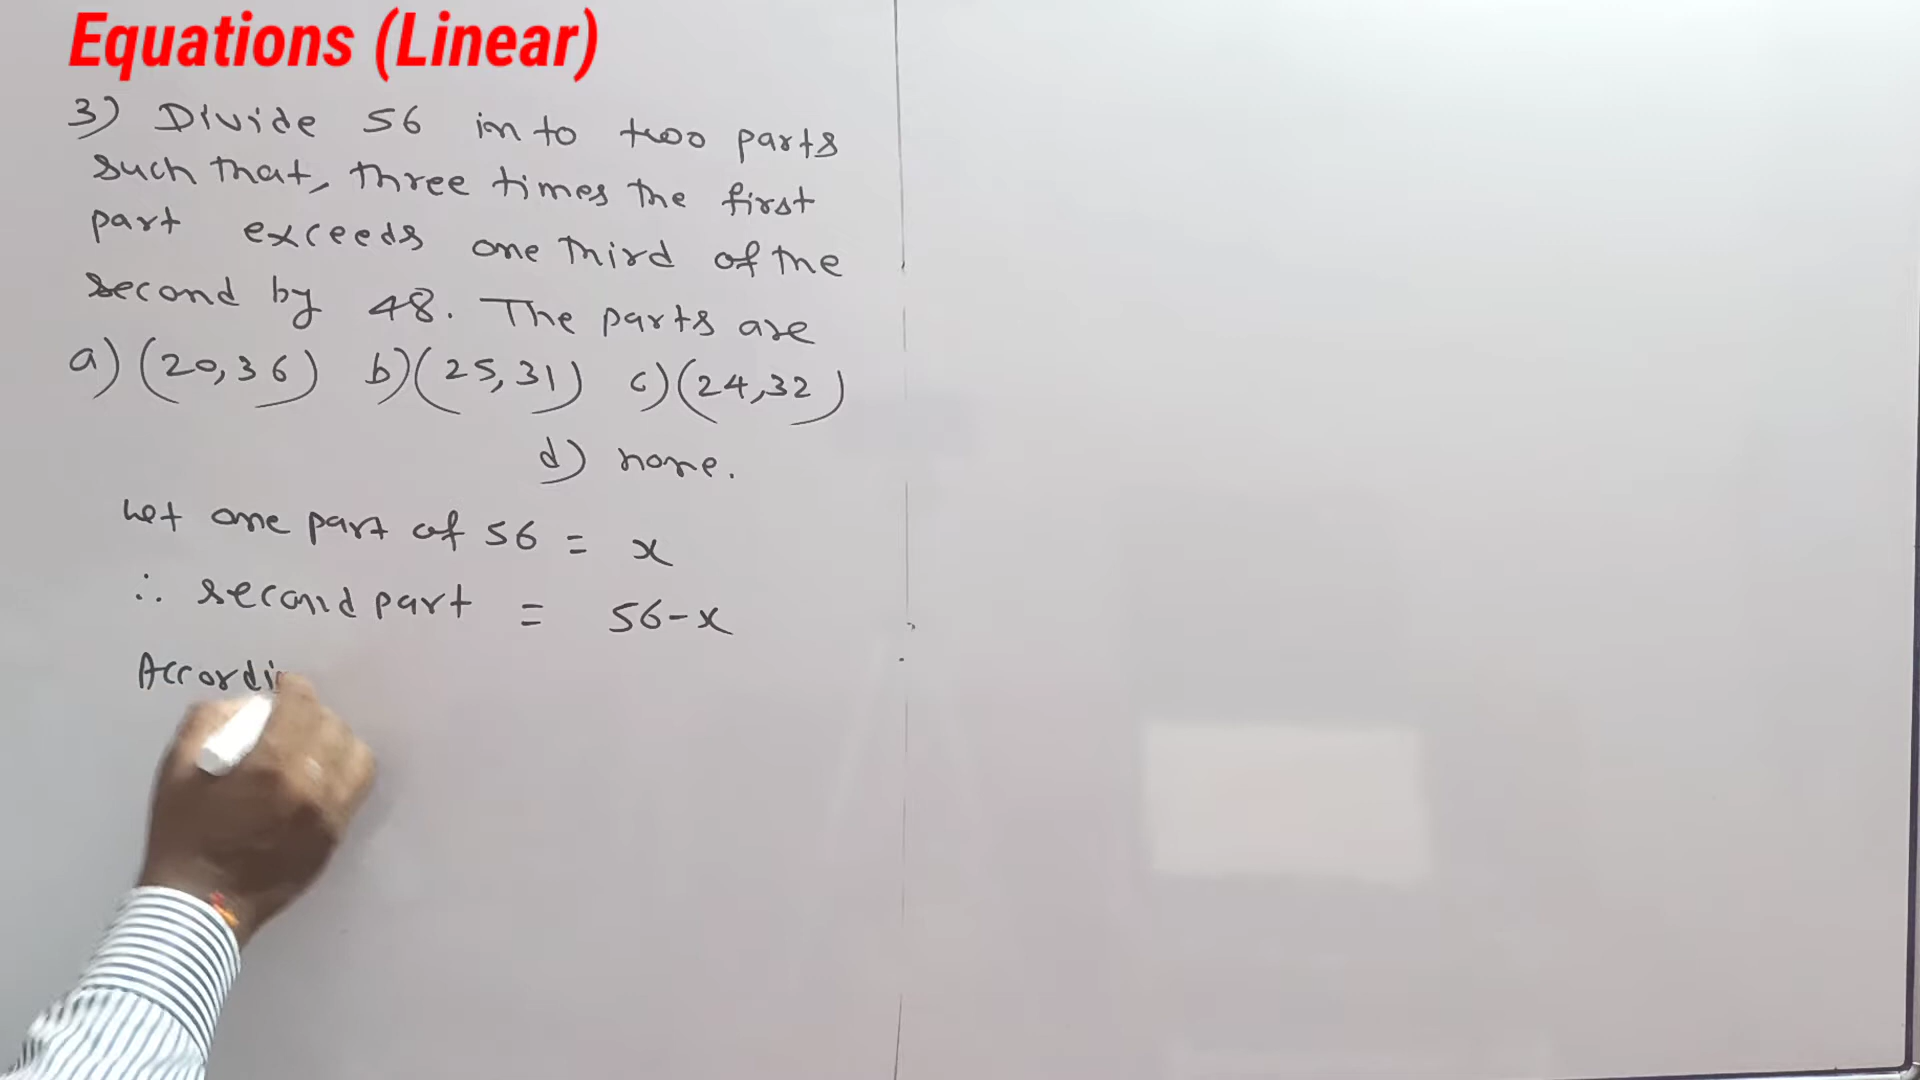 Equations (Linear)
3) Divide 56 in to two parts
such that, three times the first
part exceeds one third of the
second by 48. The parts are
a) (20,36) b) (25,31) c) (24,32)
d) none.
Let one part of 56 = x
∴ second part = 56-x
Accordi